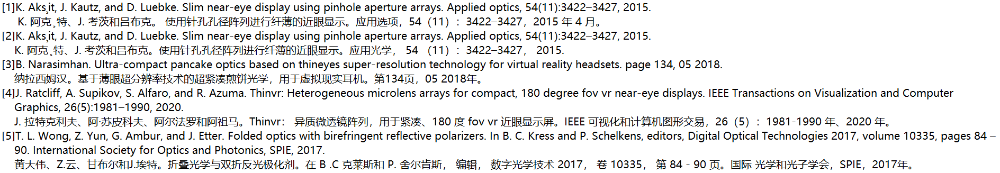 [1]K. Aks¸it, J. Kautz, and D. Luebke. Slim near-eye display using pinhole aperture arrays. Applied optics, 54(11):3422–3427, 2015.
K. 阿克¸特、J. 考茨和吕布克。 使用针孔孔径阵列进行纤薄的近眼显示。应用选项，54（11）：3422–3427，2015 年 4 月。
[2]K. Aks¸it, J. Kautz, and D. Luebke. Slim near-eye display using pinhole aperture arrays. Applied optics, 54(11):3422–3427, 2015.
K. 阿克¸特、J. 考茨和吕布克。使用针孔孔径阵列进行纤薄的近眼显示。应用光学， 54 （11）：3422–3427， 2015.
[3]B. Narasimhan. Ultra-compact pancake optics based on thineyes super-resolution technology for virtual reality headsets. page 134, 05 2018.
纳拉西姆汉。基于薄眼超分辨率技术的超紧凑煎饼光学，用于虚拟现实耳机。第134页，05 2018年。
[4]J. Ratcliff, A. Supikov, S. Alfaro, and R. Azuma. Thinvr: Heterogeneous microlens arrays for compact, 180 degree fov vr near-eye displays. IEEE Transactions on Visualization and Computer
Graphics, 26(5):1981–1990, 2020.
J. 拉特克利夫、阿·苏皮科夫、阿尔法罗和阿祖马。Thinvr： 异质微透镜阵列，用于紧凑、180 度 fov vr 近眼显示屏。IEEE 可视化和计算机图形交易，26（5）：1981-1990 年、2020 年。
[5]T. L. Wong, Z. Yun, G. Ambur, and J. Etter. Folded optics with birefringent reflective polarizers. In B. C. Kress and P. Schelkens, editors, Digital Optical Technologies 2017, volume 10335, pages 84 –
90. International Society for Optics and Photonics, SPIE, 2017.
黄大伟、Z.云、甘布尔和J.埃特。折叠光学与双折反光极化剂。在 B .C 克莱斯和 P. 舍尔肯斯， 编辑， 数字光学技术 2017， 卷 10335， 第 84 - 90 页。国际 光学和光子学会，SPIE，2017年。